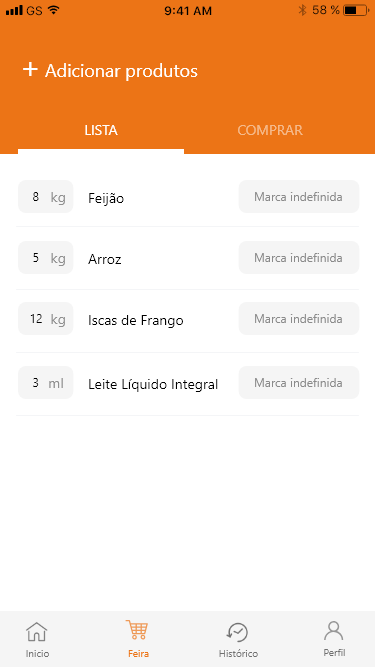 GS 9:41 AM 58 %
+ Adicionar produtos
LISTA COMPRAR
8 kg Feijão Marca indefinida
5 kg Arroz Marca indefinida
12 kg Iscas de Frango Marca indefinida
3 ml Leite Líquido Integral Marca indefinida
Inicio Feira Histórico Perfil